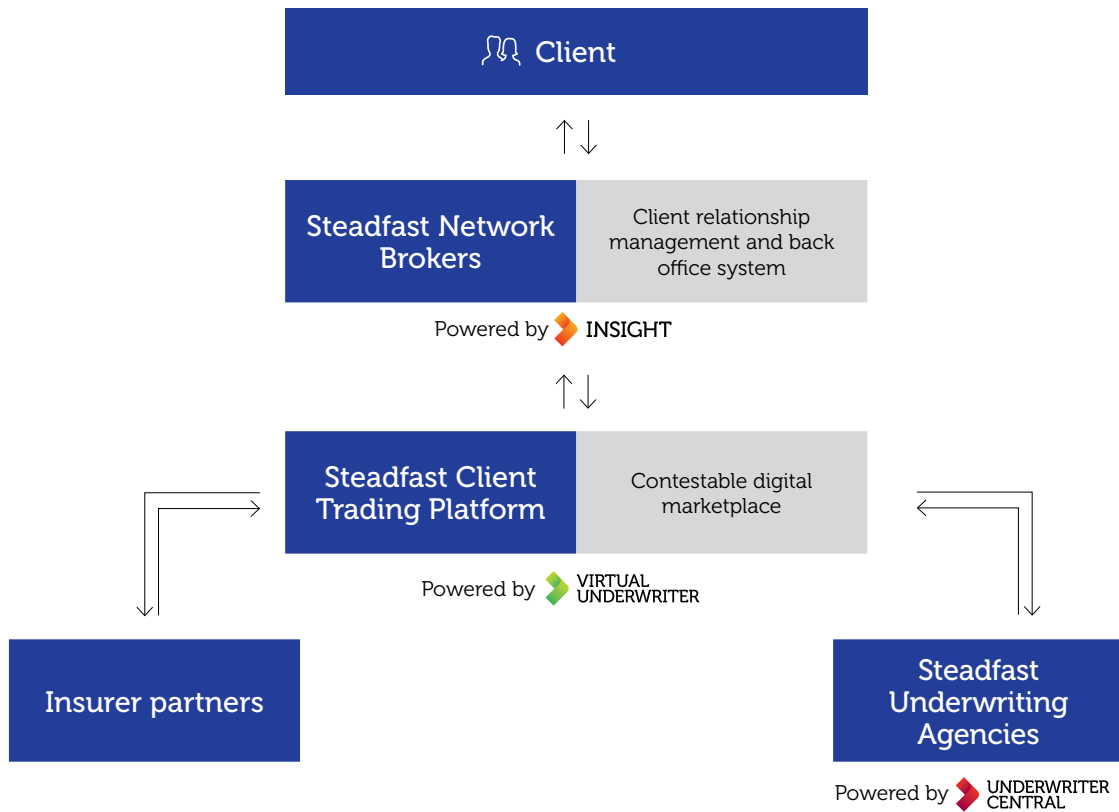 Client
Steadfast Network
Brokers
Client relationship
management and back
office system
Powered by INSIGHT
Steadfast Client
Trading Platform
Contestable digital
marketplace
Powered by VIRTUAL
UNDERWRITER
Insurer partners
Steadfast
Underwriting
Agencies
Powered by UNDERWRITER
CENTRAL